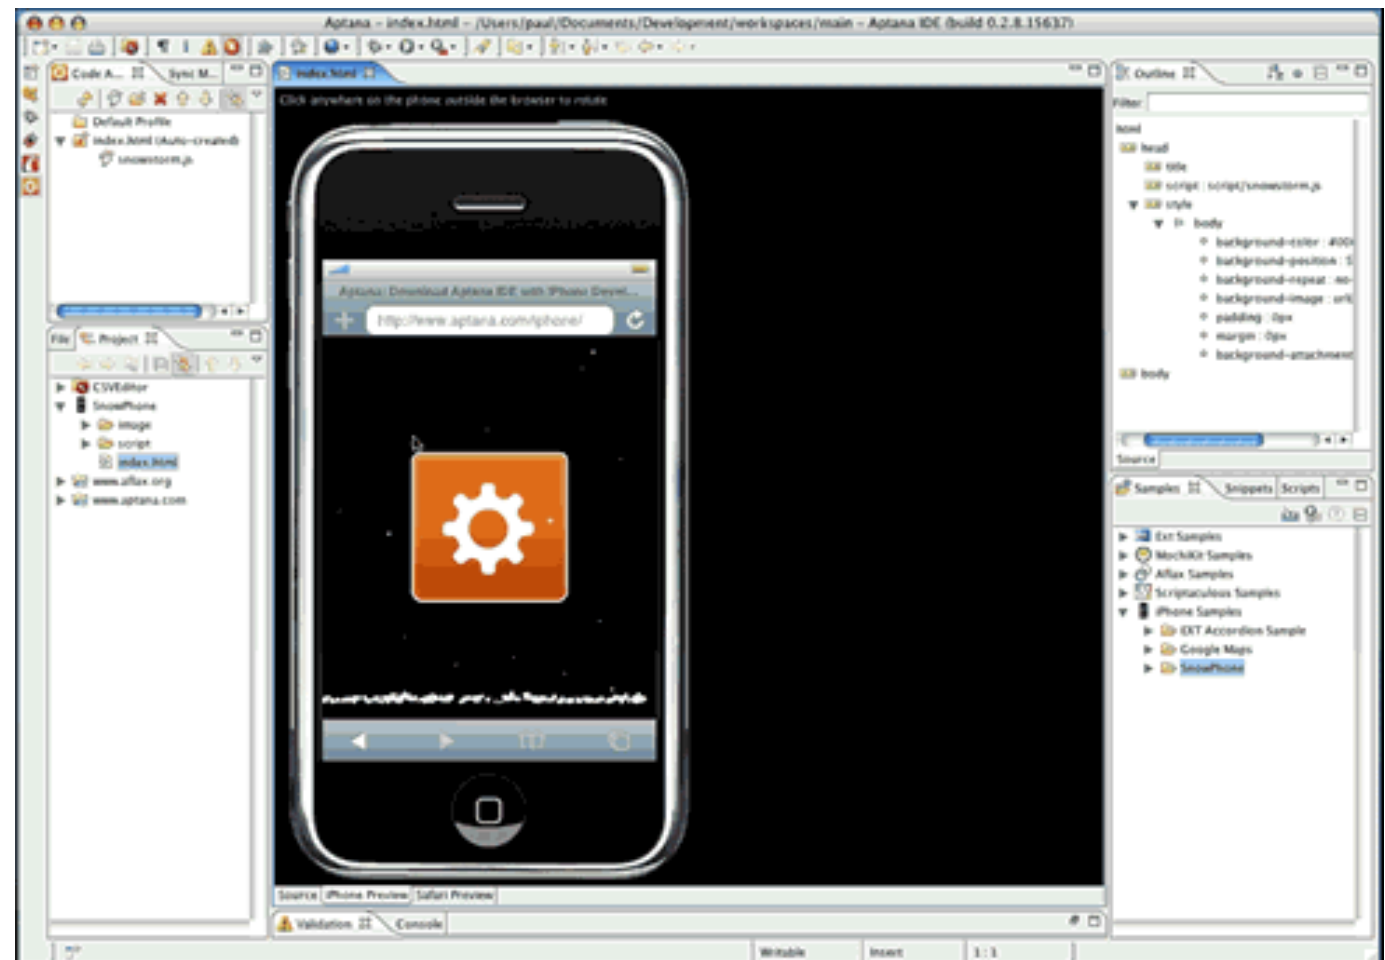 Aptana - index.html - /Users/paul/Documents/Development/workspaces/main - Aptana IDE (build 0.2.8.15637)
Code A...
Sync M...
Default Profile
index.html (Auto-created)
snowstorm.js
File
Project
CSVEditor
SnowPhone
image
script
index.html
www.aflax.org
www.aptana.com
index.html
Click anywhere on the phone outside the browser to rotate
Aptana: Download Aptana IDE with iPhone Devel...
http://www.aptana.com/iphone/
Source
iPhone Preview
Safari Preview
Validation
Console
Outline
Filter:
html
head
title
script : script/snowstorm.js
style
body
background-color : #00
background-position : 5
background-repeat : no-
background-image : url(
padding : 0px
margin : 0px
background-attachment
body
Source
Samples
Snippets
Scripts
Ext Samples
MochiKit Samples
Aflax Samples
Scriptaculous Samples
iPhone Samples
EXT Accordion Sample
Google Maps
SnowPhone
Writable
Insert
1 : 1